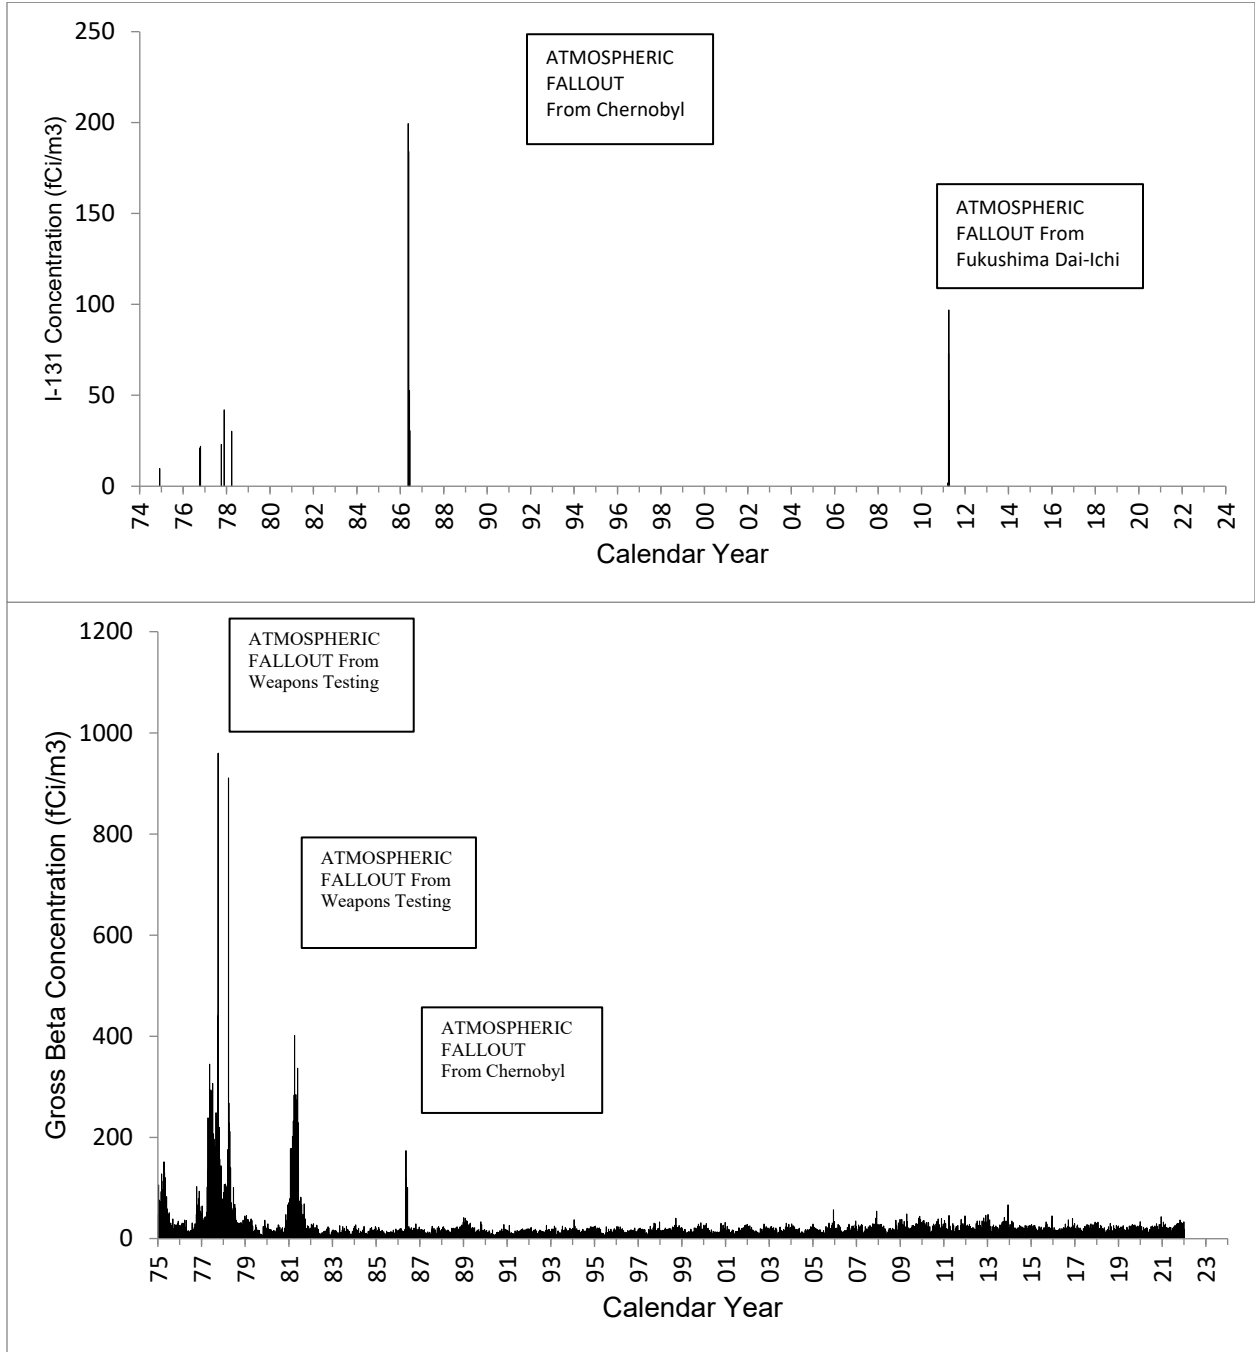 250
200
150
100
50
0
I-131 Concentration (fCi/m3)
ATMOSPHERIC
FALLOUT
From Chernobyl
ATMOSPHERIC
FALLOUT From
Fukushima Dai-Ichi
74 76 78 80 82 84 86 88 90 92 94 96 98 00 02 04 06 08 10 12 14 16 18 20 22 24
Calendar Year
1200
1000
800
600
400
200
0
Gross Beta Concentration (fCi/m3)
ATMOSPHERIC
FALLOUT From
Weapons Testing
ATMOSPHERIC
FALLOUT From
Weapons Testing
ATMOSPHERIC
FALLOUT
From Chernobyl
75 77 79 81 83 85 87 89 91 93 95 97 99 01 03 05 07 09 11 13 15 17 19 21 23
Calendar Year